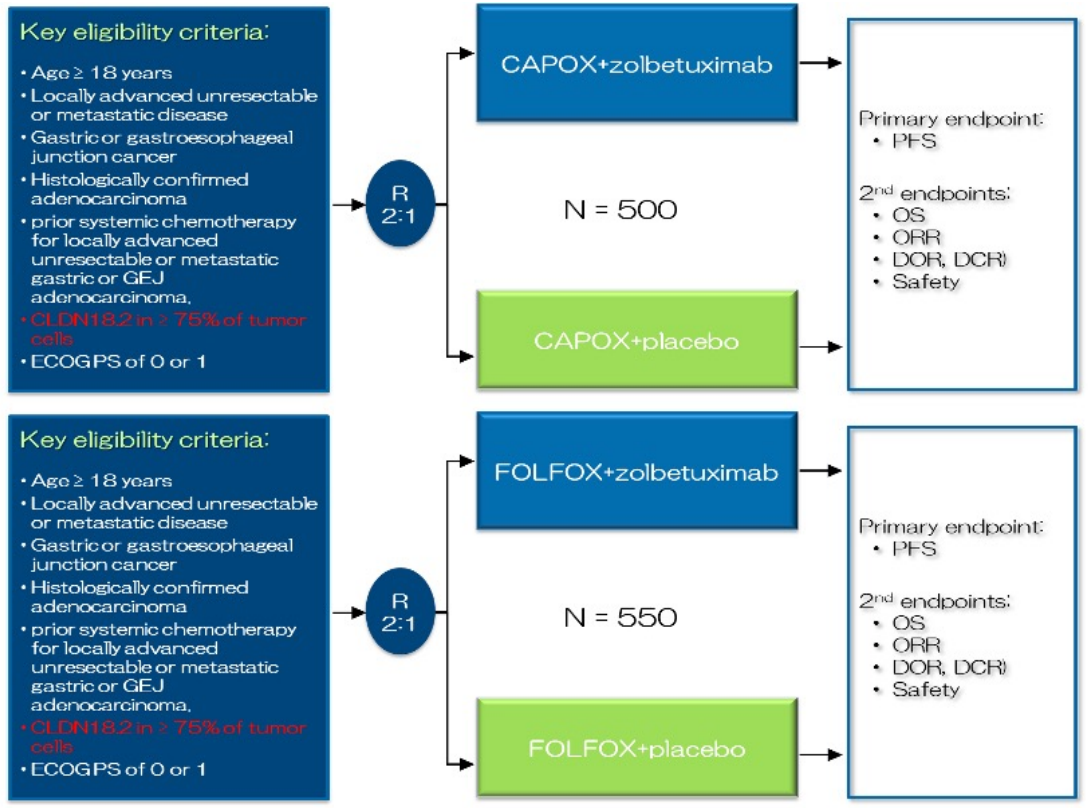 Key eligibility criteria:
• Age ≥ 18 years
• Locally advanced unresectable
or metastatic disease
• Gastric or gastroesophageal
junction cancer
• Histologically confirmed
adenocarcinoma
• prior systemic chemotherapy
for locally advanced
unresectable or metastatic
gastric or GEJ
adenocarcinoma,
• CLDN18.2 in ≥ 75% of tumor
cells
• ECOGPS of 0 or 1
R
2:1
CAPOX+zolbetuximab
N = 500
CAPOX+placebo
Primary endpoint:
• PFS
2nd endpoints:
• OS
• ORR
• DOR, DCR)
• Safety
Key eligibility criteria:
• Age ≥ 18 years
• Locally advanced unresectable
or metastatic disease
• Gastric or gastroesophageal
junction cancer
• Histologically confirmed
adenocarcinoma
• prior systemic chemotherapy
for locally advanced
unresectable or metastatic
gastric or GEJ
adenocarcinoma,
• CLDN18.2 in ≥ 75% of tumor
cells
• ECOGPS of 0 or 1
R
2:1
FOLFOX+zolbetuximab
N = 550
FOLFOX+placebo
Primary endpoint:
• PFS
2nd endpoints:
• OS
• ORR
• DOR, DCR)
• Safety